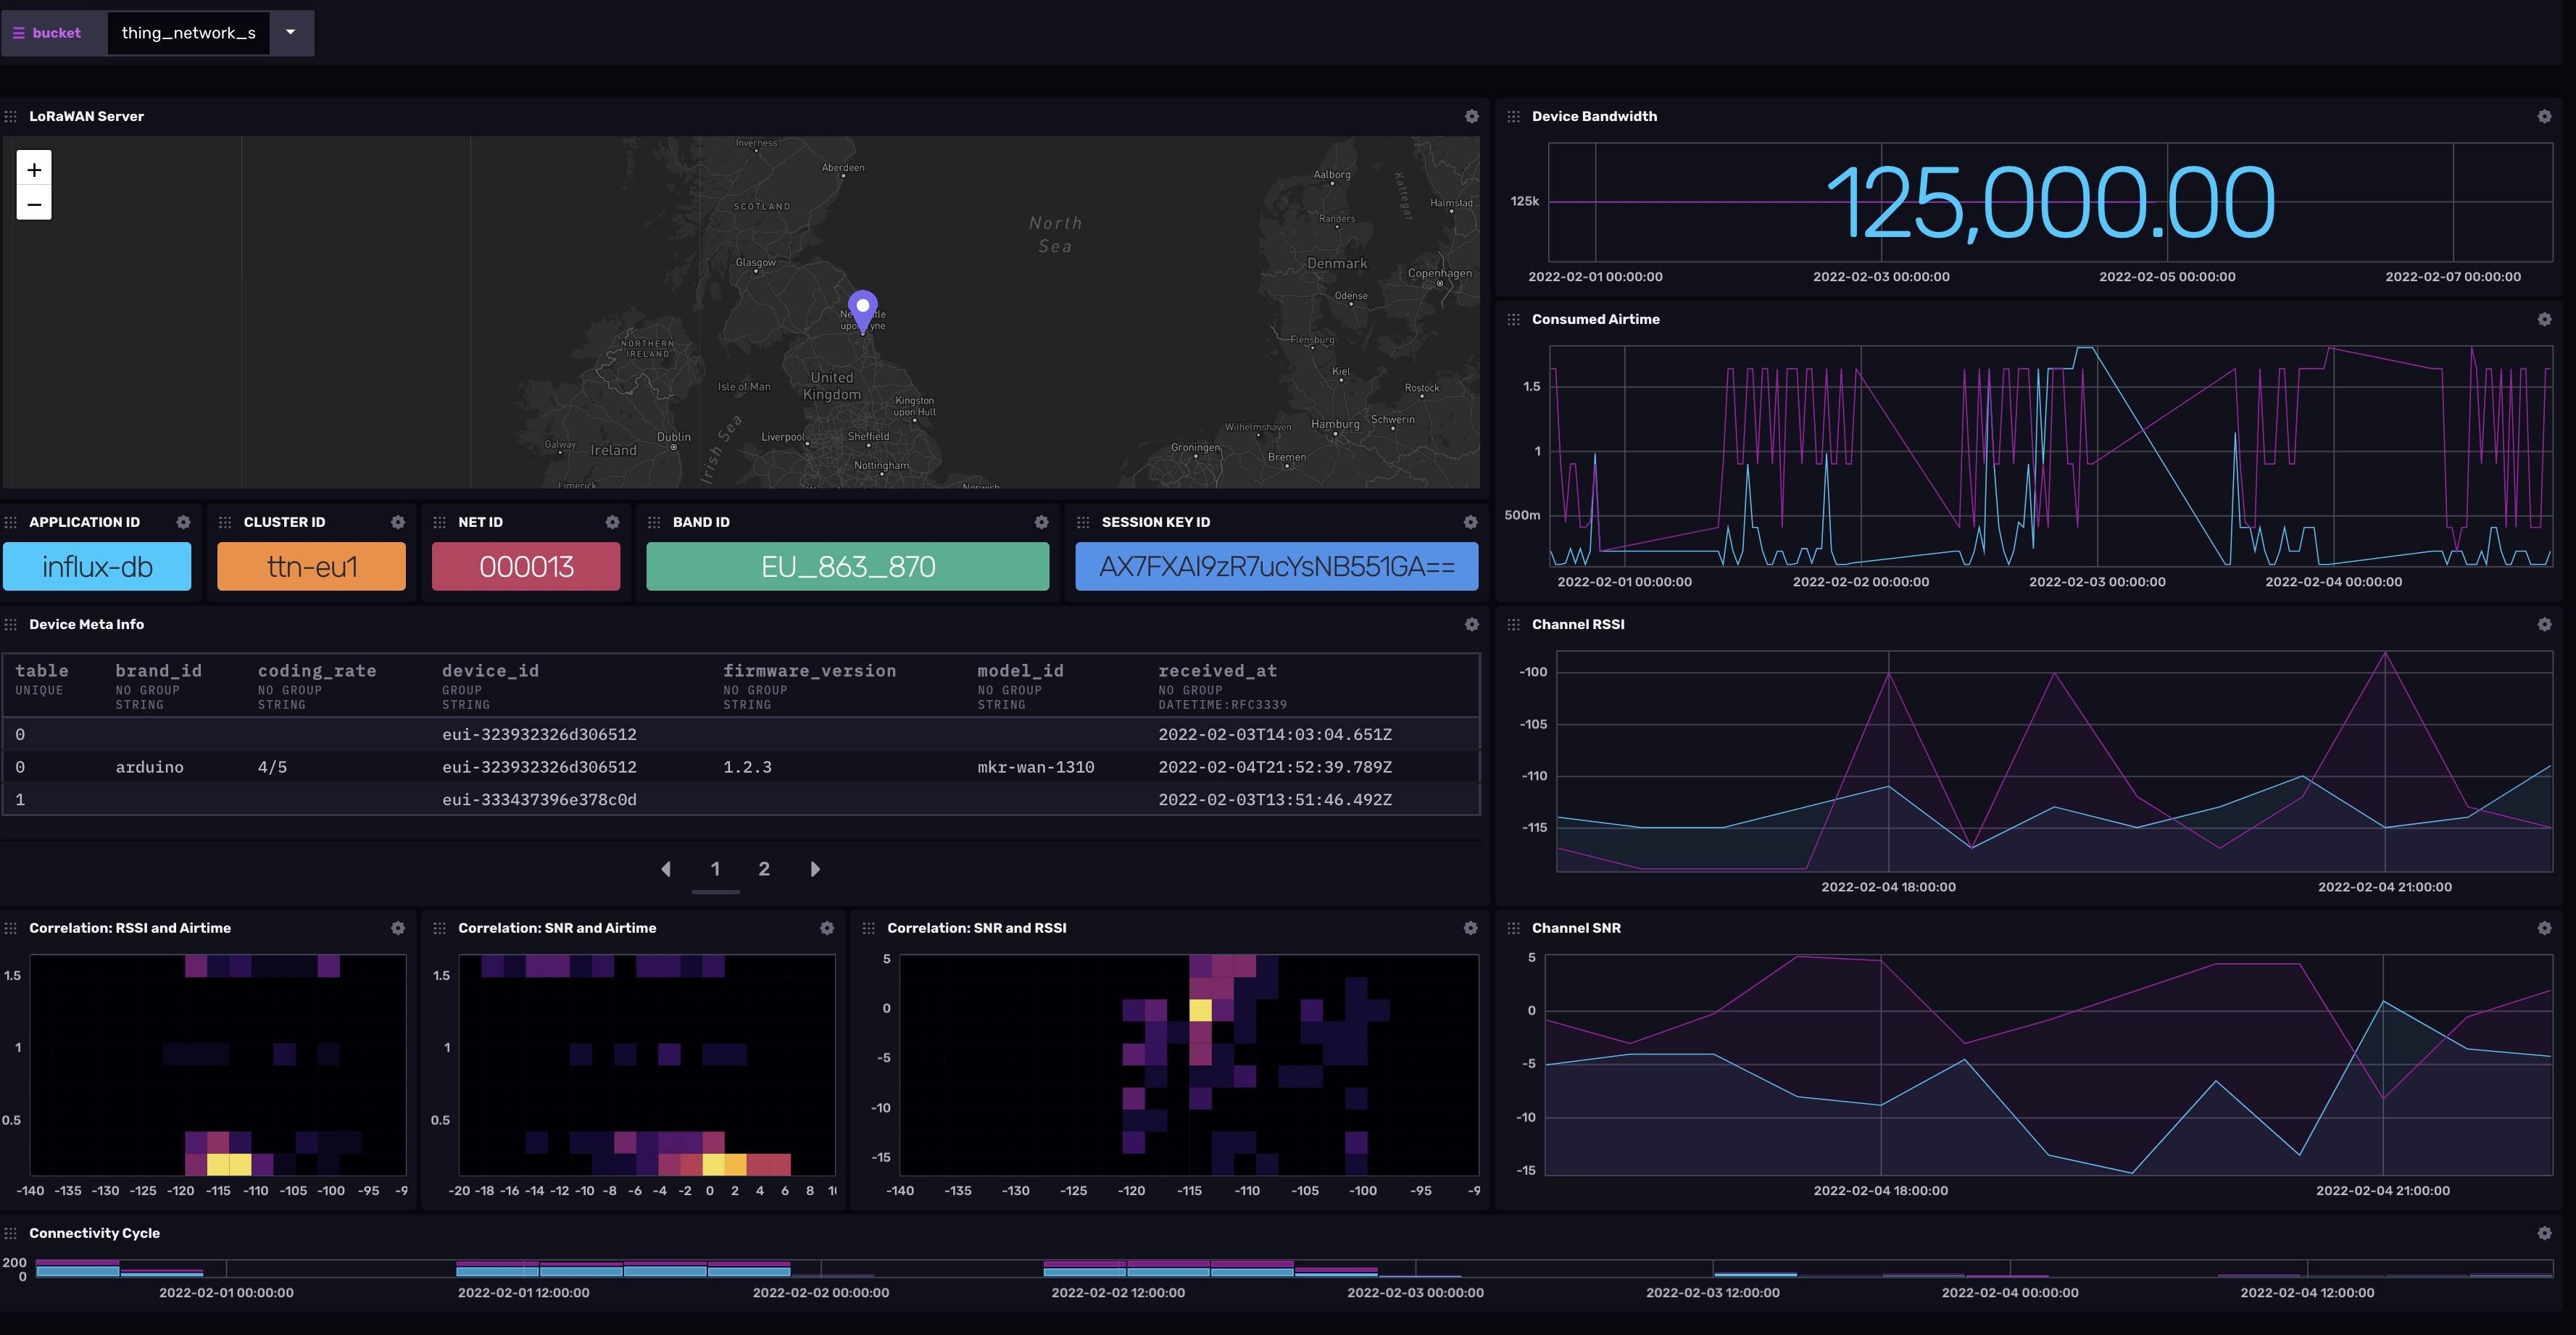 bucket
thing_network_s
LoRaWAN Server
+
−
Inverness
Aberdeen
SCOTLAND
Glasgow
North
Sea
Aalborg
Kattegat
Halmstad
Randers
Denmark
Copenhagen
Odense
NORTHERN
IRELAND
Isle of Man
United
Kingdom
Kingston
upon Hull
Flensburg
Kiel
Rostock
Galway
Ireland
Dublin
Irish Sea
Liverpool
Sheffield
Nottingham
Wilhelmshaven
Hamburg
Schwerin
Groningen
Bremen
Limerick
Norwich
Device Bandwidth
125k
125,000.00
2022-02-01 00:00:00
2022-02-03 00:00:00
2022-02-05 00:00:00
2022-02-07 00:00:00
Consumed Airtime
1.5
1
500m
2022-02-01 00:00:00
2022-02-02 00:00:00
2022-02-03 00:00:00
2022-02-04 00:00:00
APPLICATION ID
influx-db
CLUSTER ID
ttn-eu1
NET ID
000013
BAND ID
EU_863_870
SESSION KEY ID
AX7FXAI9zR7ucYsNB551GA==
Device Meta Info
table brand_id coding_rate device_id firmware_version model_id received_at
UNIQUE NO GROUP NO GROUP GROUP NO GROUP NO GROUP NO GROUP
STRING STRING STRING STRING STRING DATETIME:RFC3339
0 eui-323932326d306512 2022-02-03T14:03:04.651Z
0 arduino 4/5 eui-323932326d306512 1.2.3 mkr-wan-1310 2022-02-04T21:52:39.789Z
1 eui-333437396e378c0d 2022-02-03T13:51:46.492Z
1 2
Channel RSSI
-100
-105
-110
-115
2022-02-04 18:00:00
2022-02-04 21:00:00
Correlation: RSSI and Airtime
1.5
1
0.5
-140 -135 -130 -125 -120 -115 -110 -105 -100 -95 -9
Correlation: SNR and Airtime
1.5
1
0.5
-20 -18 -16 -14 -12 -10 -8 -6 -4 -2 0 2 4 6 8
Correlation: SNR and RSSI
5
0
-5
-10
-15
-140 -135 -130 -125 -120 -115 -110 -105 -100 -95 -9
Channel SNR
5
0
-5
-10
-15
2022-02-04 18:00:00
2022-02-04 21:00:00
Connectivity Cycle
200
0
2022-02-01 00:00:00
2022-02-01 12:00:00
2022-02-02 00:00:00
2022-02-02 12:00:00
2022-02-03 00:00:00
2022-02-03 12:00:00
2022-02-04 00:00:00
2022-02-04 12:00:00